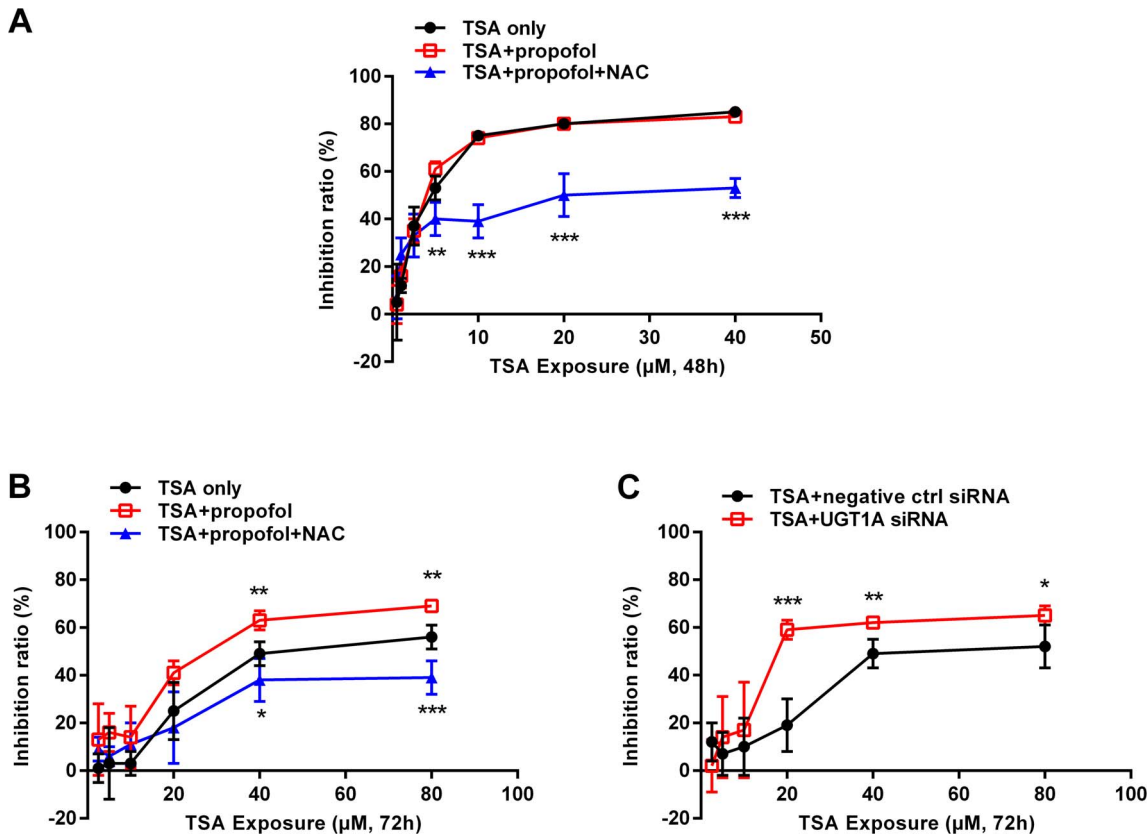 A
TSA only
TSA+propofol
TSA+propofol+NAC
Inhibition ratio (%)
100
80
60
40
20
0
-20
**
***
***
***
10
20
30
40
50
TSA Exposure (µM, 48h)
B
TSA only
TSA+propofol
TSA+propofol+NAC
Inhibition ratio (%)
100
80
60
40
20
0
-20
**
**
*
***
20
40
60
80
100
TSA Exposure (µM, 72h)
C
TSA+negative ctrl siRNA
TSA+UGT1A siRNA
Inhibition ratio (%)
100
80
60
40
20
0
-20
***
**
*
20
40
60
80
100
TSA Exposure (µM, 72h)